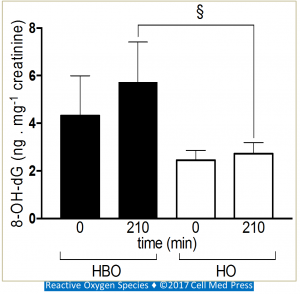 §
8-OH-dG (ng . mg⁻¹ creatinine)
8
6
4
2
0
0 210 0 210
time (min)
HBO HO
Reactive Oxygen Species ♦ ©2017 Cell Med Press